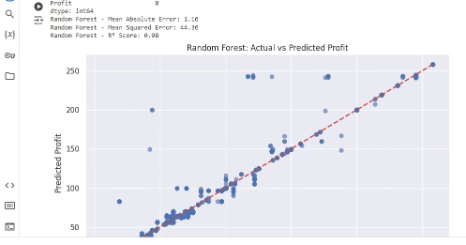 Profit 0
dtype: int64
Random Forest - Mean Absolute Error: 1.16
Random Forest - Mean Squared Error: 44.36
Random Forest - R² Score: 0.98
Random Forest: Actual vs Predicted Profit
{x}
250
200
Predicted Profit
150
100
50